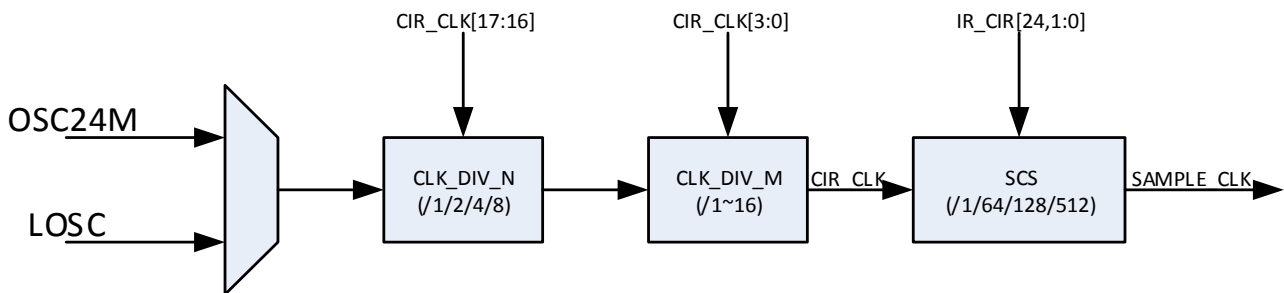 CIR_CLK[17:16] CIR_CLK[3:0] IR_CIR[24,1:0]
OSC24M
CLK_DIV_N CLK_DIV_M CIR_CLK SCS SAMPLE_CLK
(/1/2/4/8) (/1~16) (/1/64/128/512)
LOSC